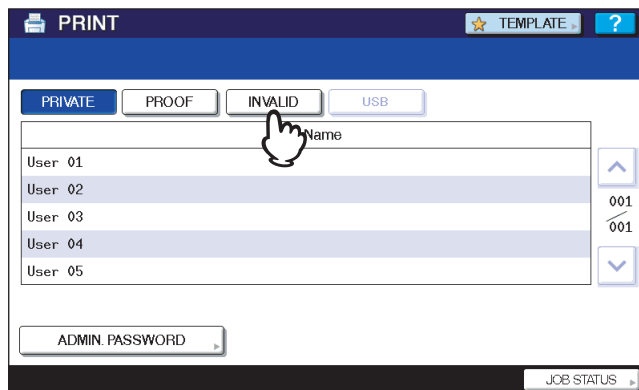 PRINT TEMPLATE ?
PRIVATE PROOF INVALID USB
Name
User 01
User 02
User 03
User 04
User 05
001
001
ADMIN. PASSWORD
JOB STATUS